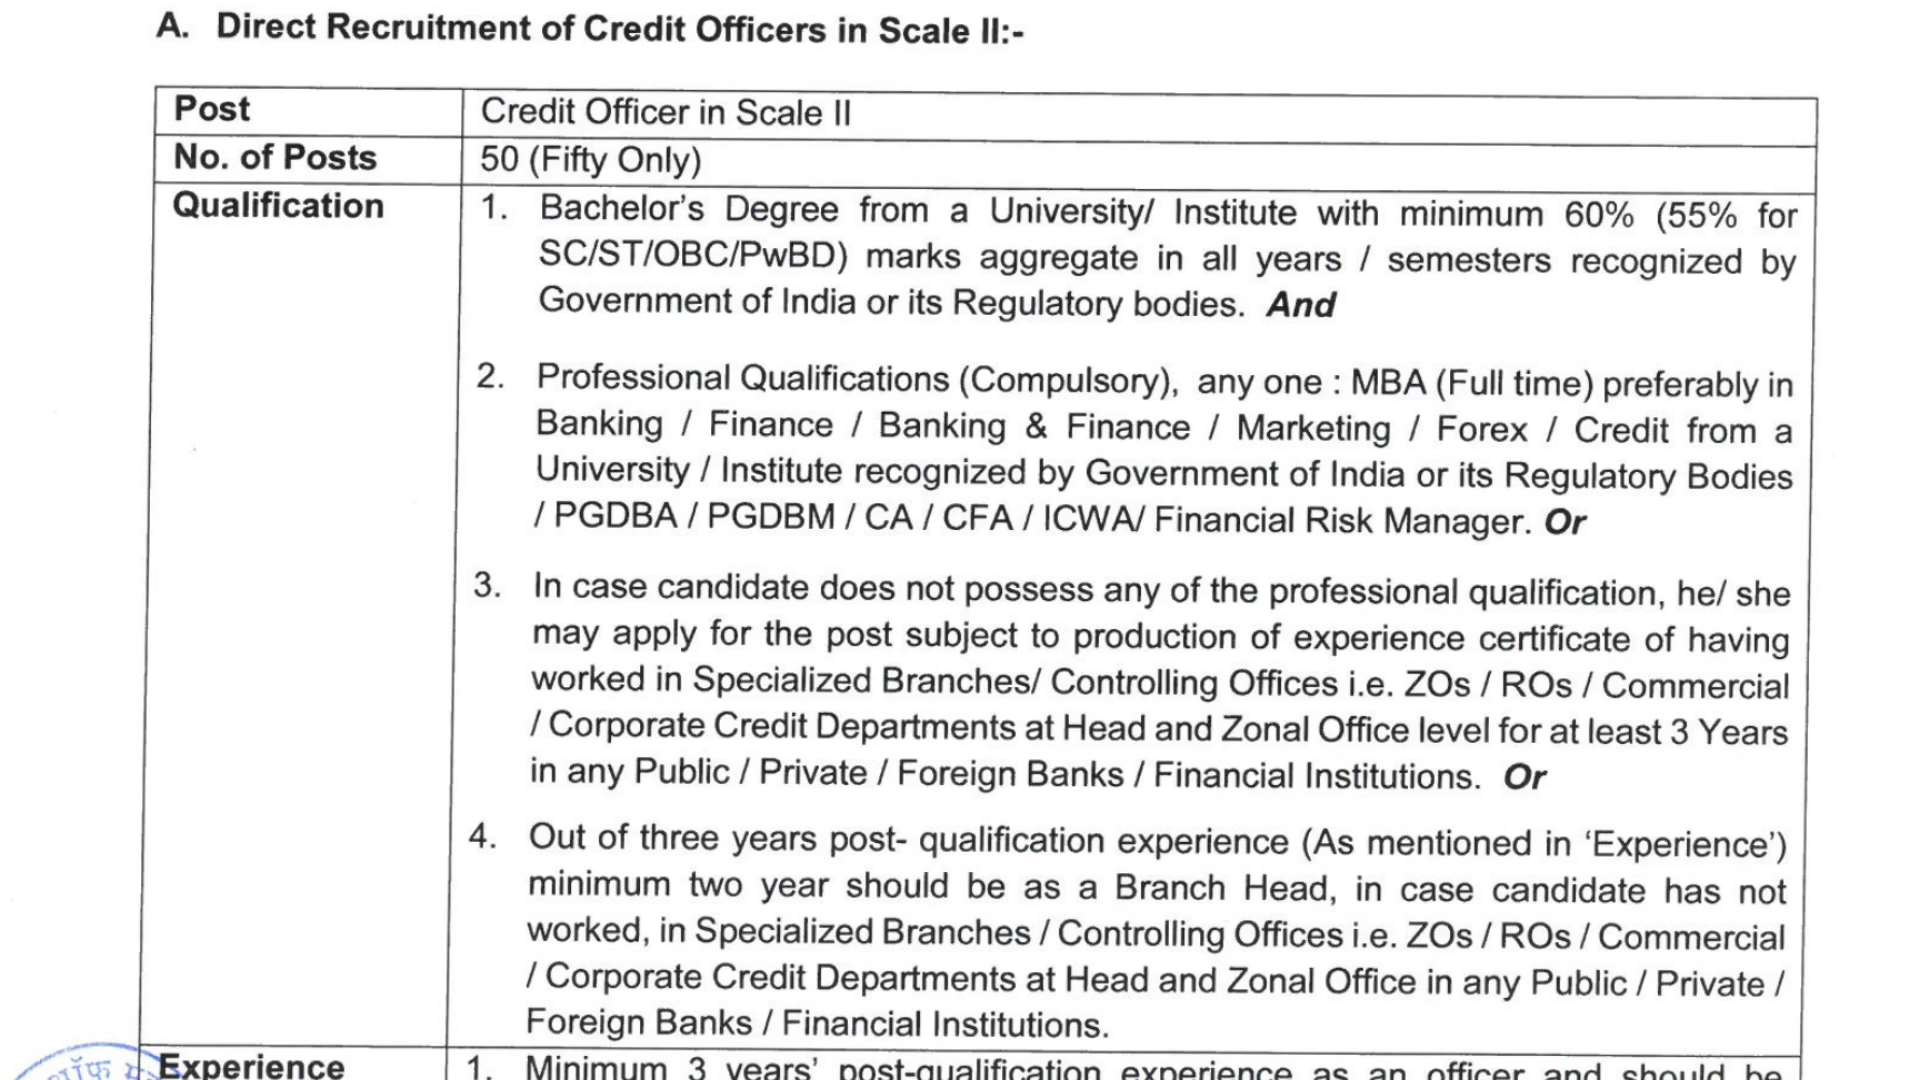 A. Direct Recruitment of Credit Officers in Scale II:-
Post
Credit Officer in Scale II
No. of Posts
50 (Fifty Only)
Qualification
1. Bachelor's Degree from a University/ Institute with minimum 60% (55% for
SC/ST/OBC/PwBD) marks aggregate in all years / semesters recognized by
Government of India or its Regulatory bodies. And
2. Professional Qualifications (Compulsory), any one : MBA (Full time) preferably in
Banking / Finance / Banking & Finance / Marketing / Forex / Credit from a
University / Institute recognized by Government of India or its Regulatory Bodies
/ PGDBA / PGDBM / CA / CFA / ICWA/ Financial Risk Manager. Or
3. In case candidate does not possess any of the professional qualification, he/ she
may apply for the post subject to production of experience certificate of having
worked in Specialized Branches/ Controlling Offices i.e. ZOs / ROs / Commercial
/ Corporate Credit Departments at Head and Zonal Office level for at least 3 Years
in any Public / Private / Foreign Banks / Financial Institutions. Or
4. Out of three years post- qualification experience (As mentioned in ‘Experience’)
minimum two year should be as a Branch Head, in case candidate has not
worked, in Specialized Branches / Controlling Offices i.e. ZOs / ROs / Commercial
/ Corporate Credit Departments at Head and Zonal Office in any Public / Private /
Foreign Banks / Financial Institutions.
Experience
1. Minimum 3 years' post-qualification experience as an officer and should be